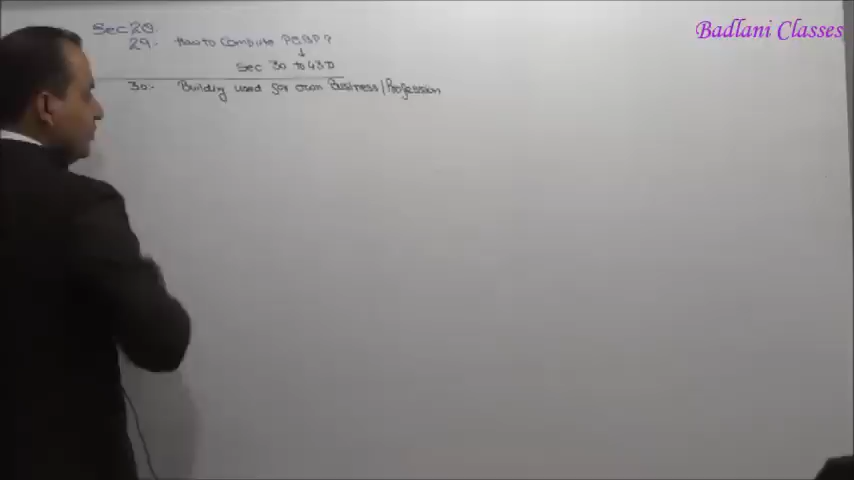 Badlani Classes
Sec 28.
29:- How to Compute PGBP?
↓
Sec 30 to 43D
30:- Building used for own Business/Profession